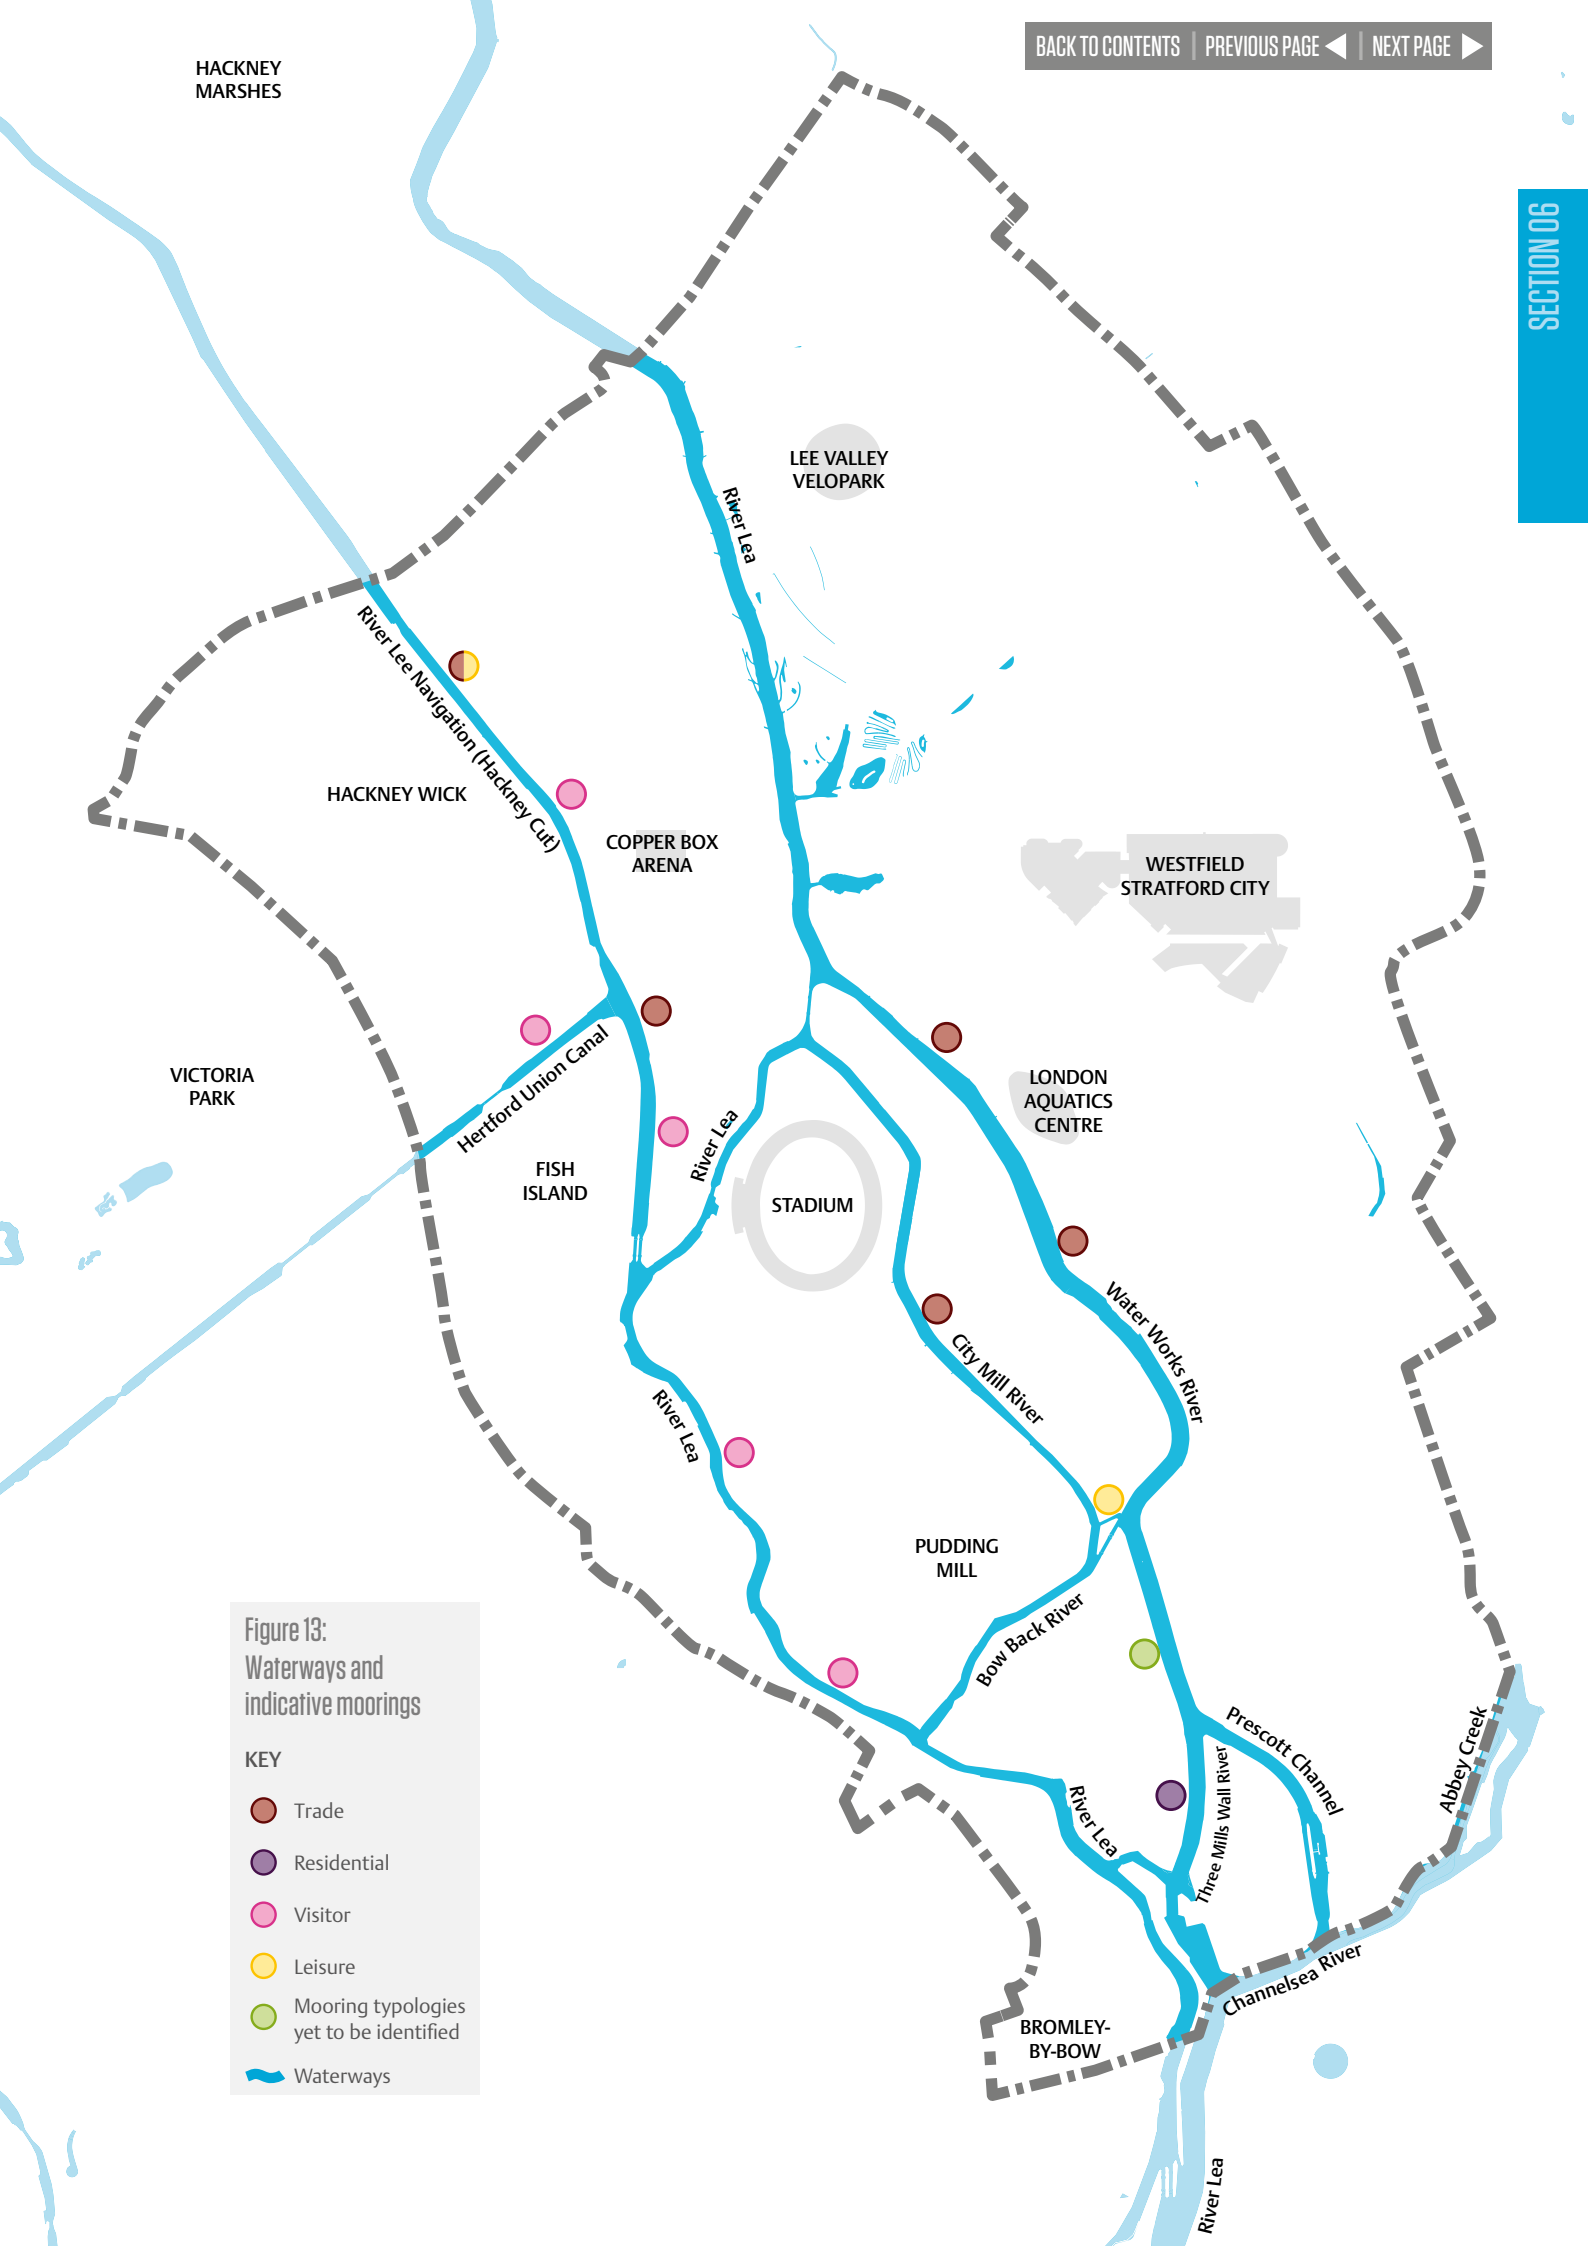 BACK TO CONTENTS | PREVIOUS PAGE | NEXT PAGE
SECTION 06
HACKNEY
MARSHES
LEE VALLEY
VELOPARK
River Lea
River Lee Navigation (Hackney Cut)
HACKNEY WICK
COPPER BOX
ARENA
WESTFIELD
STRATFORD CITY
Hertford Union Canal
VICTORIA
PARK
LONDON
AQUATICS
CENTRE
River Lea
FISH
ISLAND
STADIUM
Water Works River
City Mill River
River Lea
PUDDING
MILL
Bow Back River
Prescott Channel
Abbey Creek
Three Mills Wall River
River Lea
Channelsea River
BROMLEY-
BY-BOW
River Lea
Figure 13:
Waterways and
indicative moorings
KEY
Trade
Residential
Visitor
Leisure
Mooring typologies
yet to be identified
Waterways